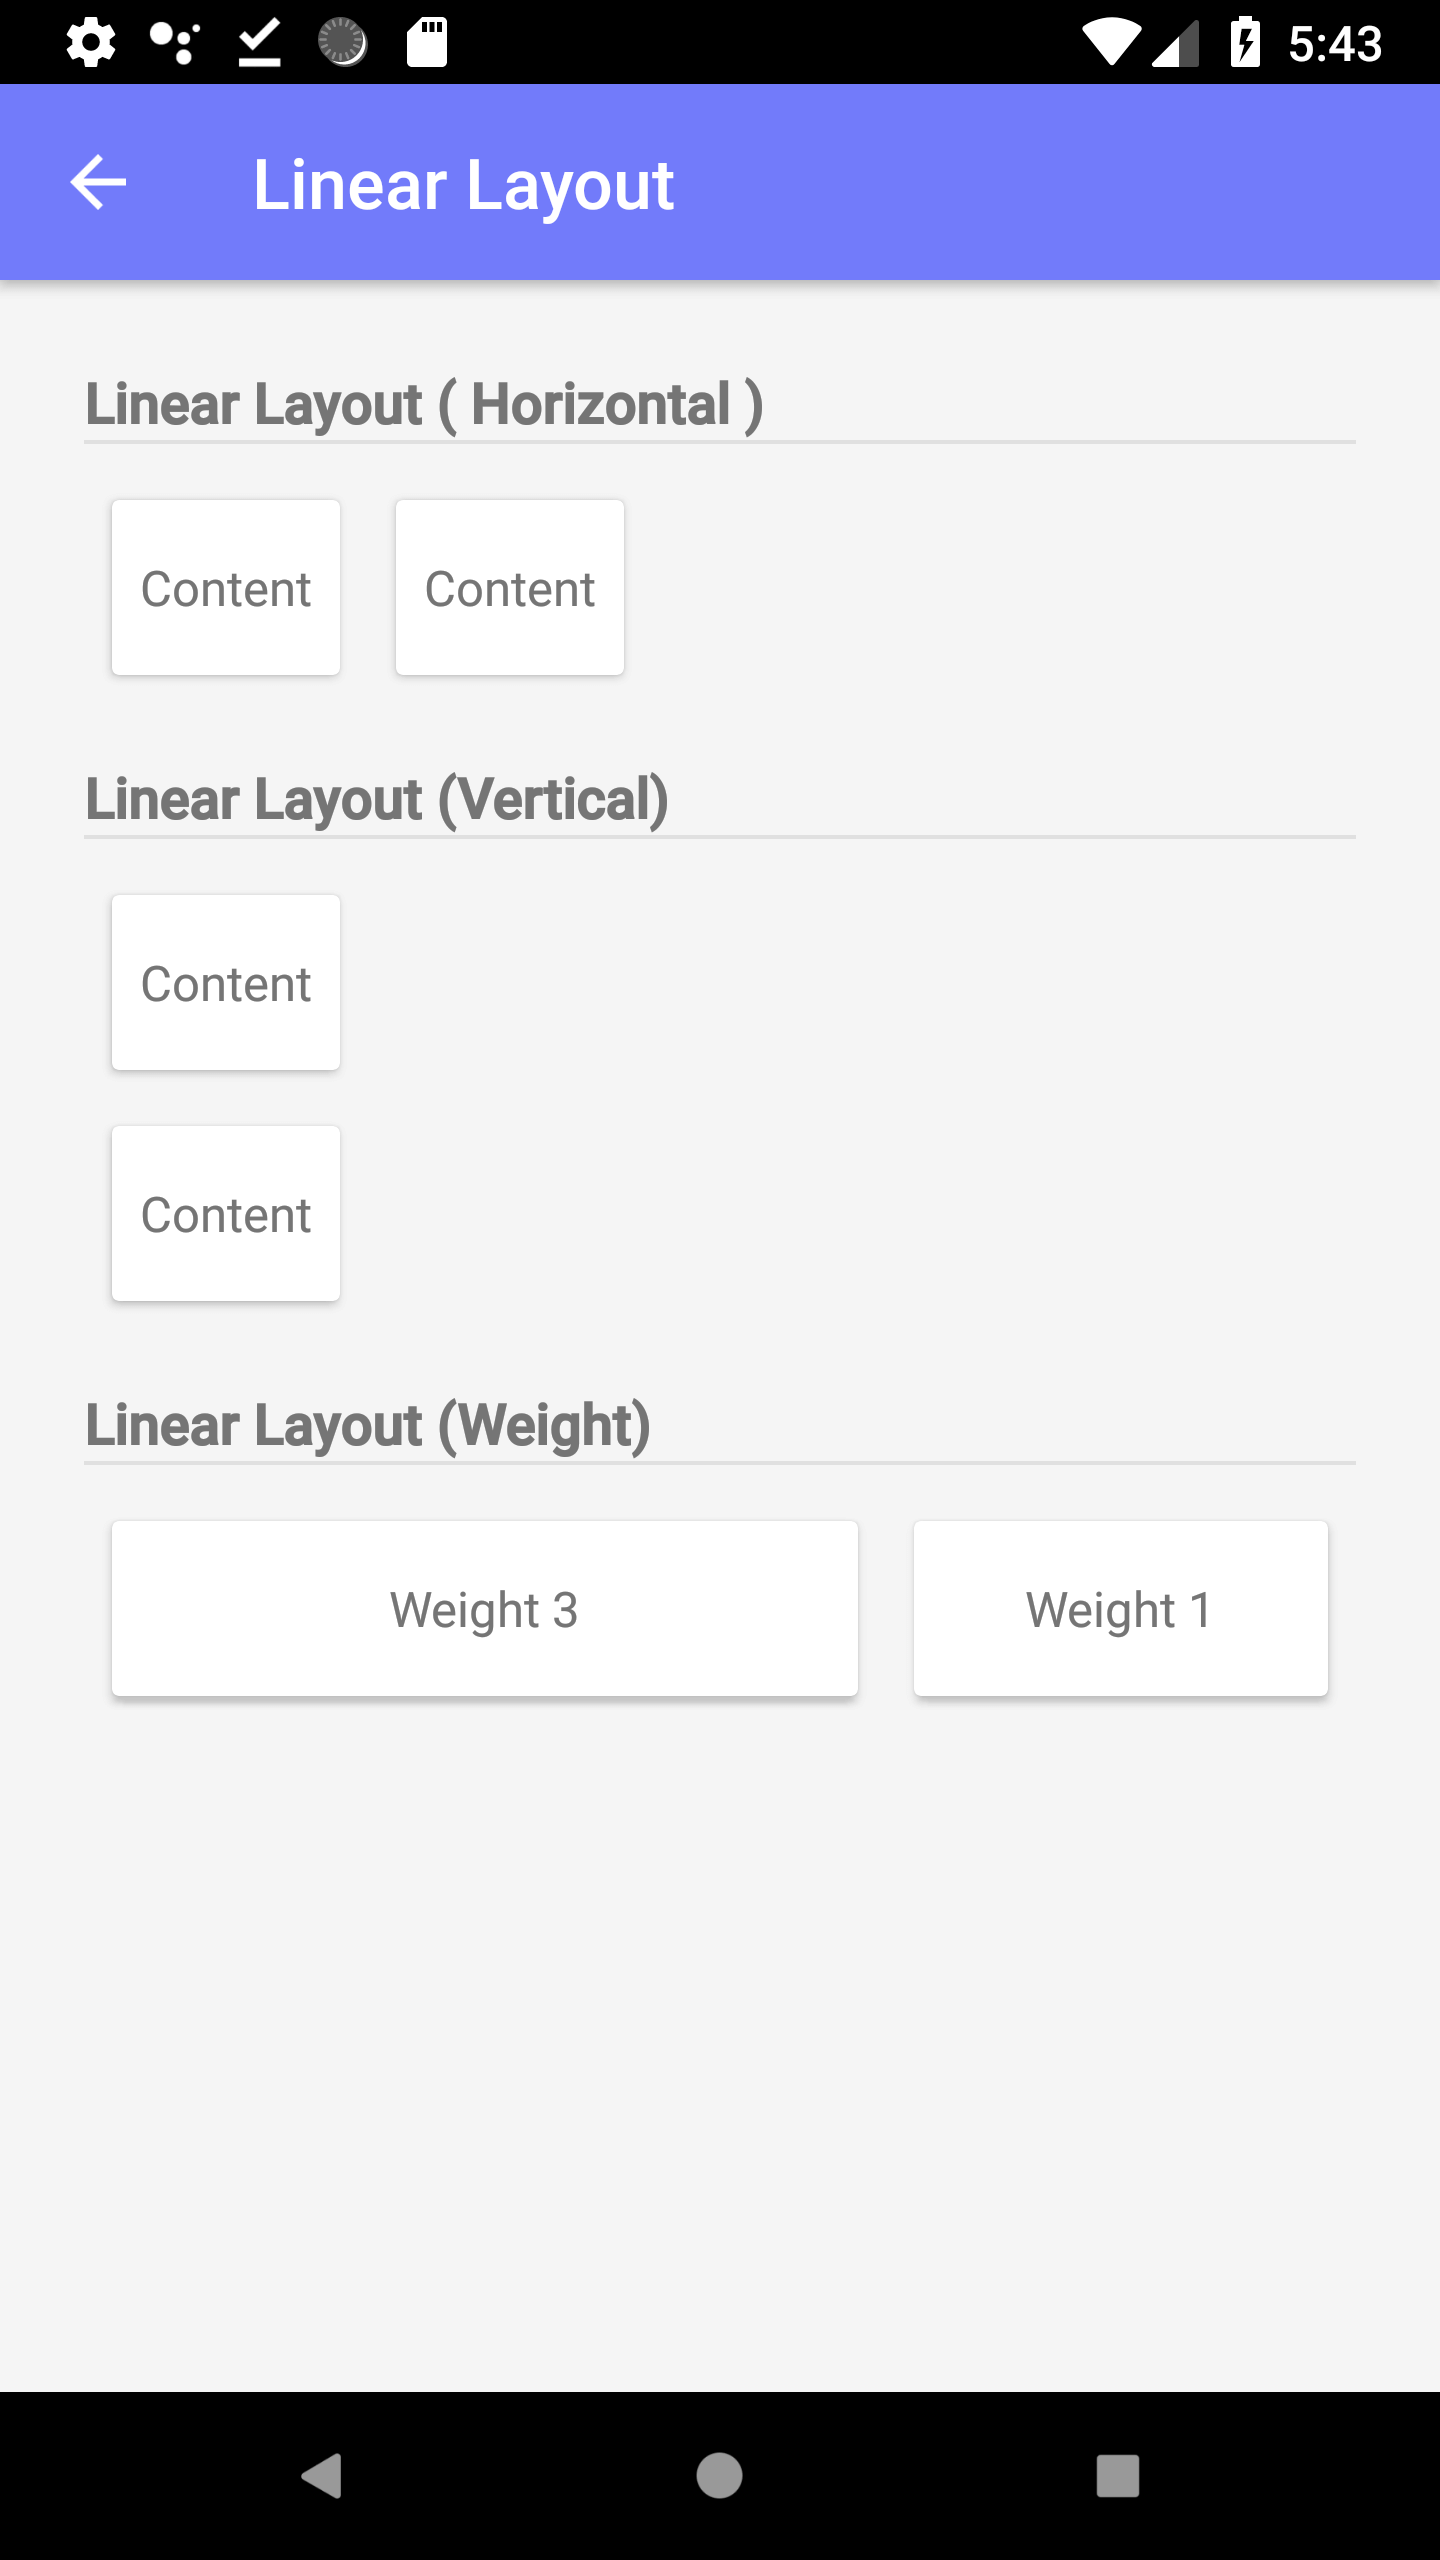 5:43
Linear Layout
Linear Layout ( Horizontal )
Content Content
Linear Layout (Vertical)
Content
Content
Linear Layout (Weight)
Weight 3 Weight 1